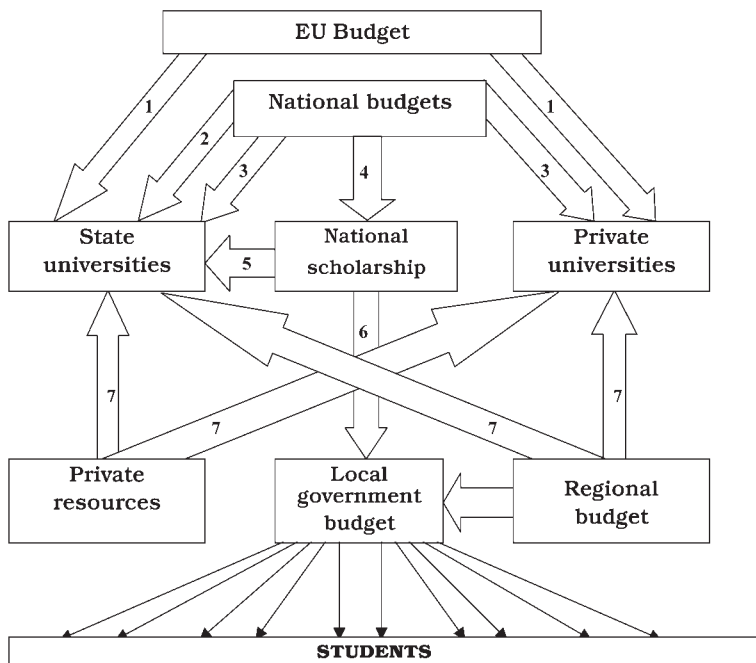 EU Budget
National budgets
1
1
2
3
4
3
State
universities
National
scholarship
Private
universities
5
6
7
7
7
7
Private
resources
Local
government
budget
Regional
budget
STUDENTS